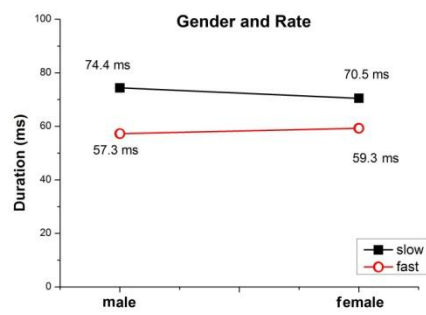 Gender and Rate
100
80
60
40
20
0
Duration (ms)
74.4 ms
70.5 ms
57.3 ms
59.3 ms
slow
fast
male
female